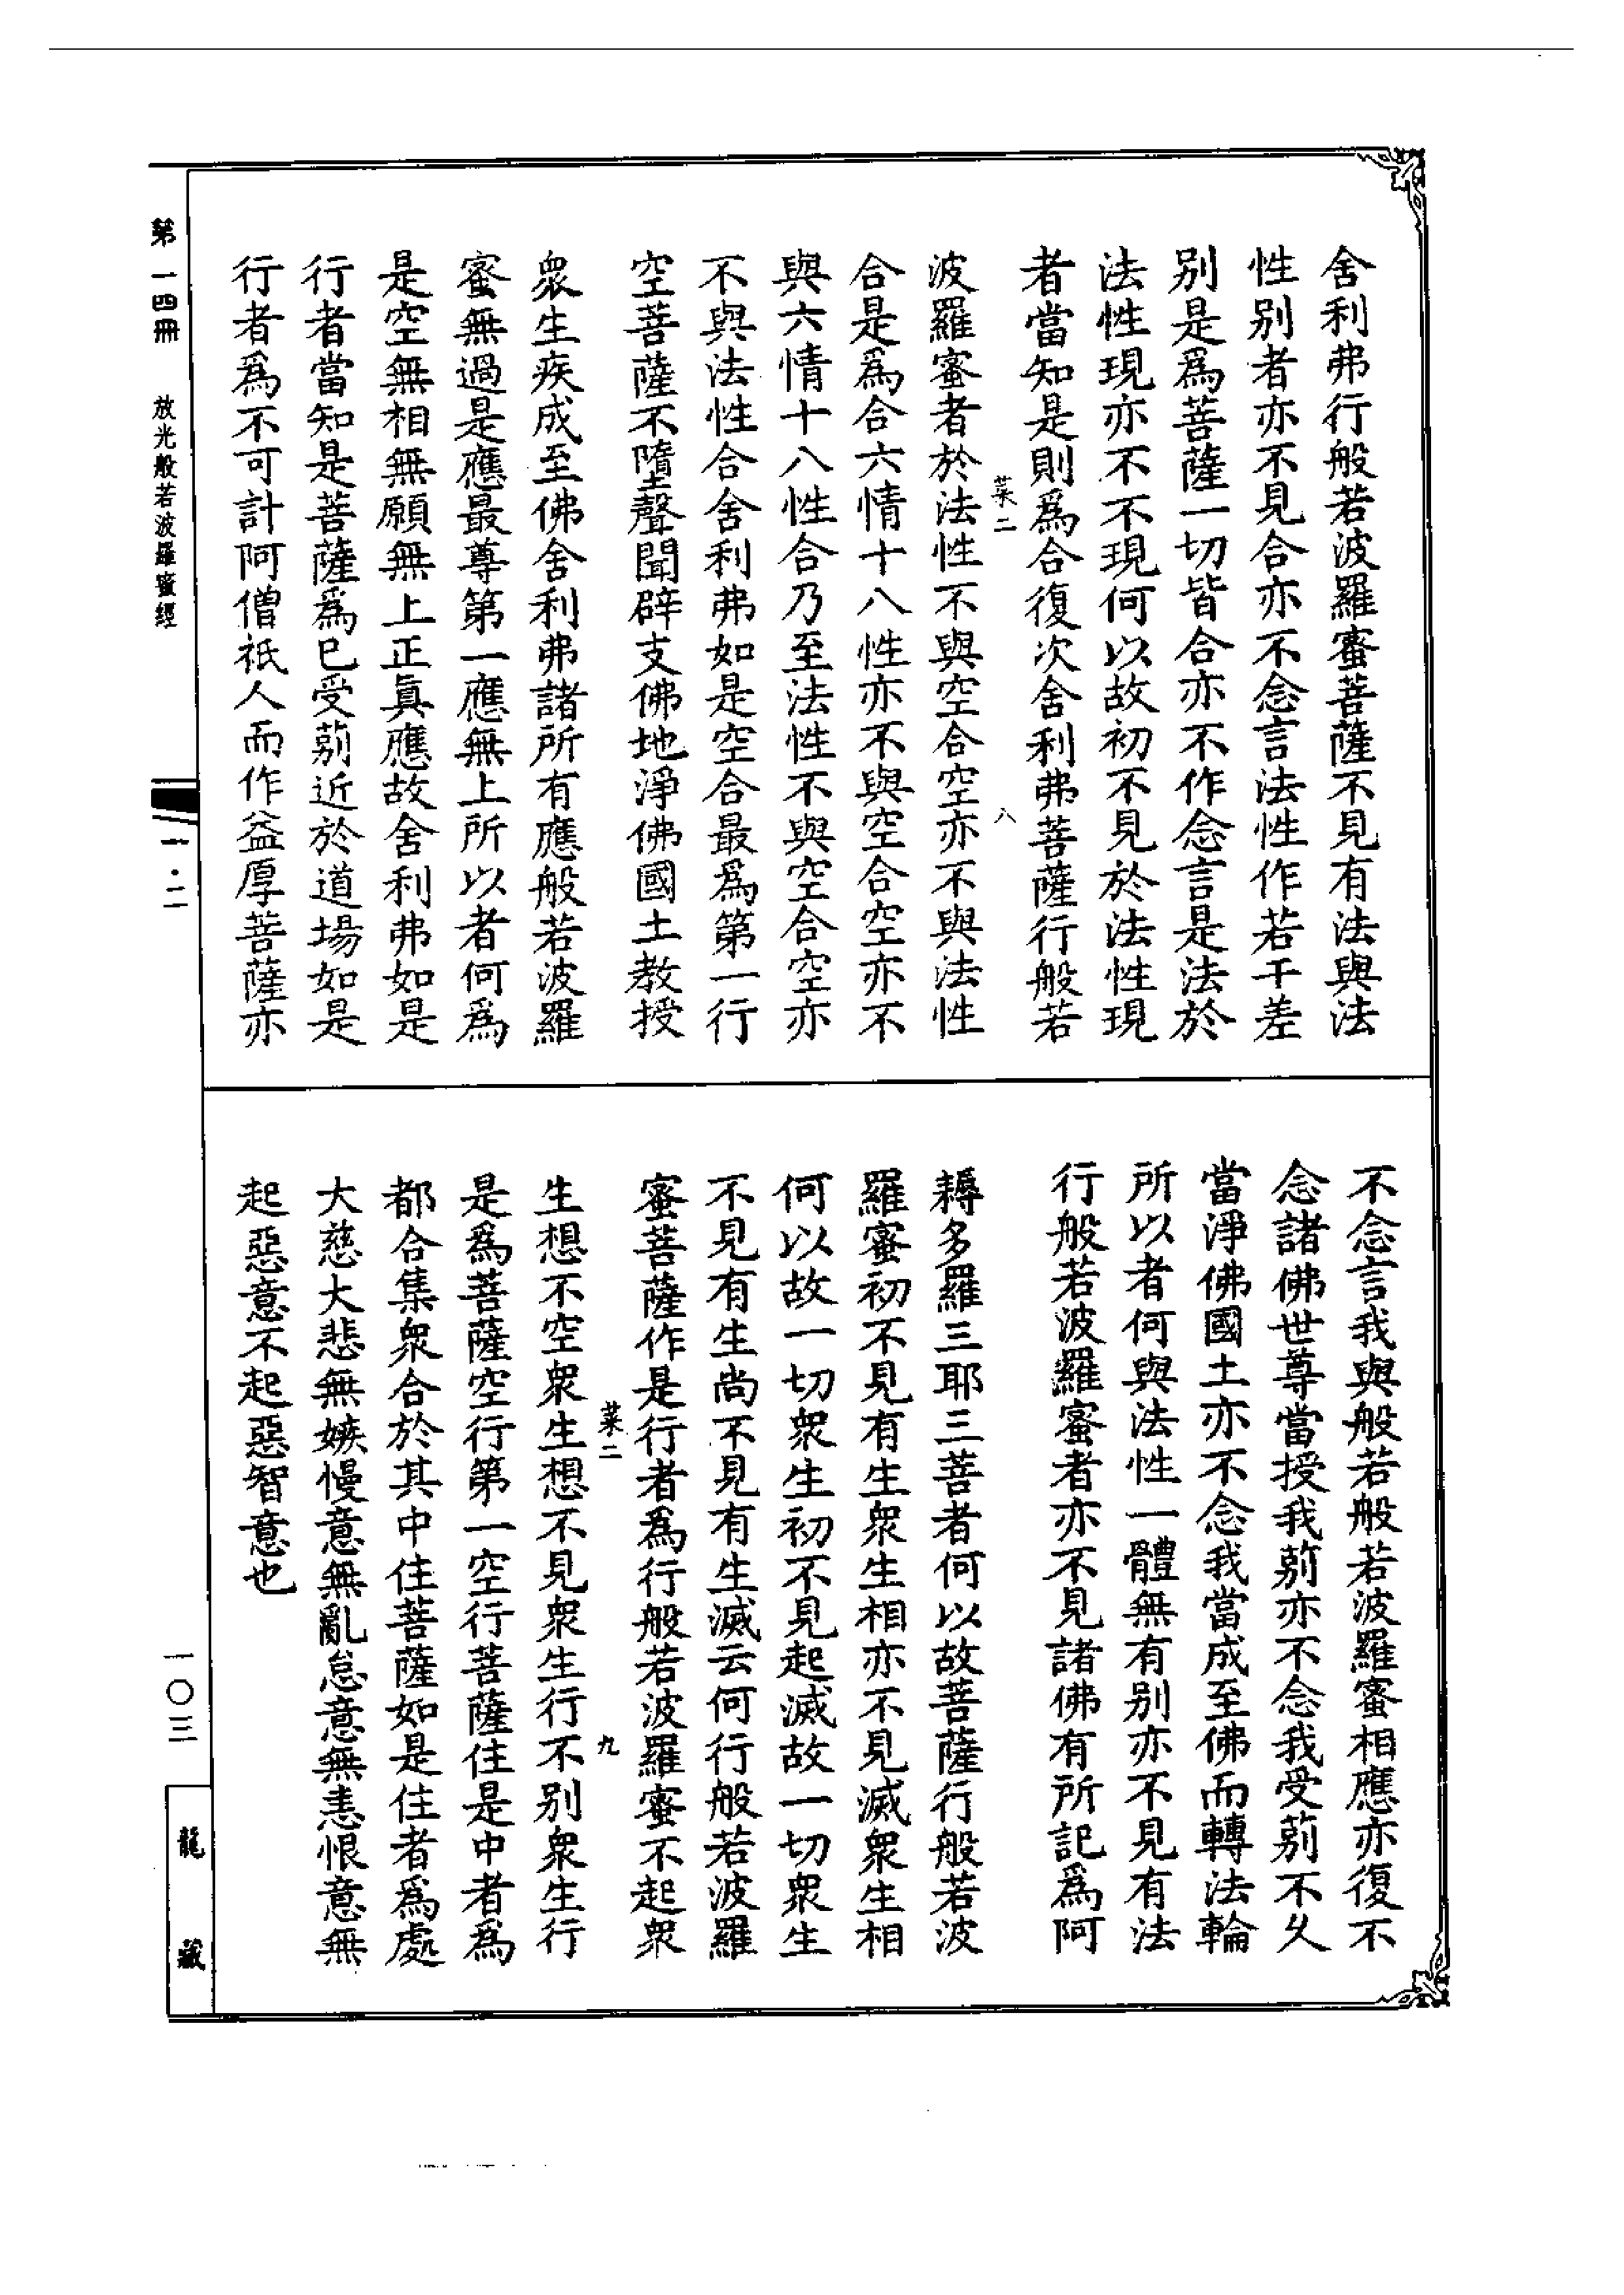 舍利弗行般若波羅蜜菩薩不見有法與法
性别者亦不見合亦不念言法性作若干差
别是爲菩薩一切皆合亦不作念言是法於
法性現亦不不現何以故初不見於法性現
者當知是則爲合復次舍利弗菩薩行般若
菜二 八
波羅蜜者於法性不與空合空亦不與法性
合是爲合六情十八性亦不與空合空亦不
與六情十八性合乃至法性不與空合空亦
不與法性合舍利弗如是空合最爲第一行
空菩薩不墮聲聞辟支佛地淨佛國土教授
衆生疾成至佛舍利弗諸所有應般若波羅
蜜無過是應最尊第一應無上所以者何爲
是空無相無願無上正眞應故舍利弗如是
行者當知是菩薩爲已受莂近於道場如是
行者爲不可計阿僧祇人而作益厚菩薩亦
不念言我與般若般若波羅蜜相應亦復不
念諸佛世尊當授我莂亦不念我受莂不久
當淨佛國土亦不念我當成至佛而轉法輪
所以者何與法性一體無有别亦不見有法
行般若波羅蜜者亦不見諸佛有所記爲阿
耨多羅三耶三菩者何以故菩薩行般若波
羅蜜初不見有生衆生相亦不見滅衆生相
何以故一切衆生初不見起滅故一切衆生
不見有生尚不見有生滅云何行般若波羅
蜜菩薩作是行者爲行般若波羅蜜不起衆
菜二 九
生想不空衆生想不見衆生行不别衆生行
是爲菩薩空行第一空行菩薩住是中者爲
都合集衆合於其中住菩薩如是住者爲處
大慈大悲無嫉慢意無亂怠意無恚恨意無
起惡意不起惡智意也
第一四冊 放光般若波羅蜜經
一·二
一〇三
龍藏